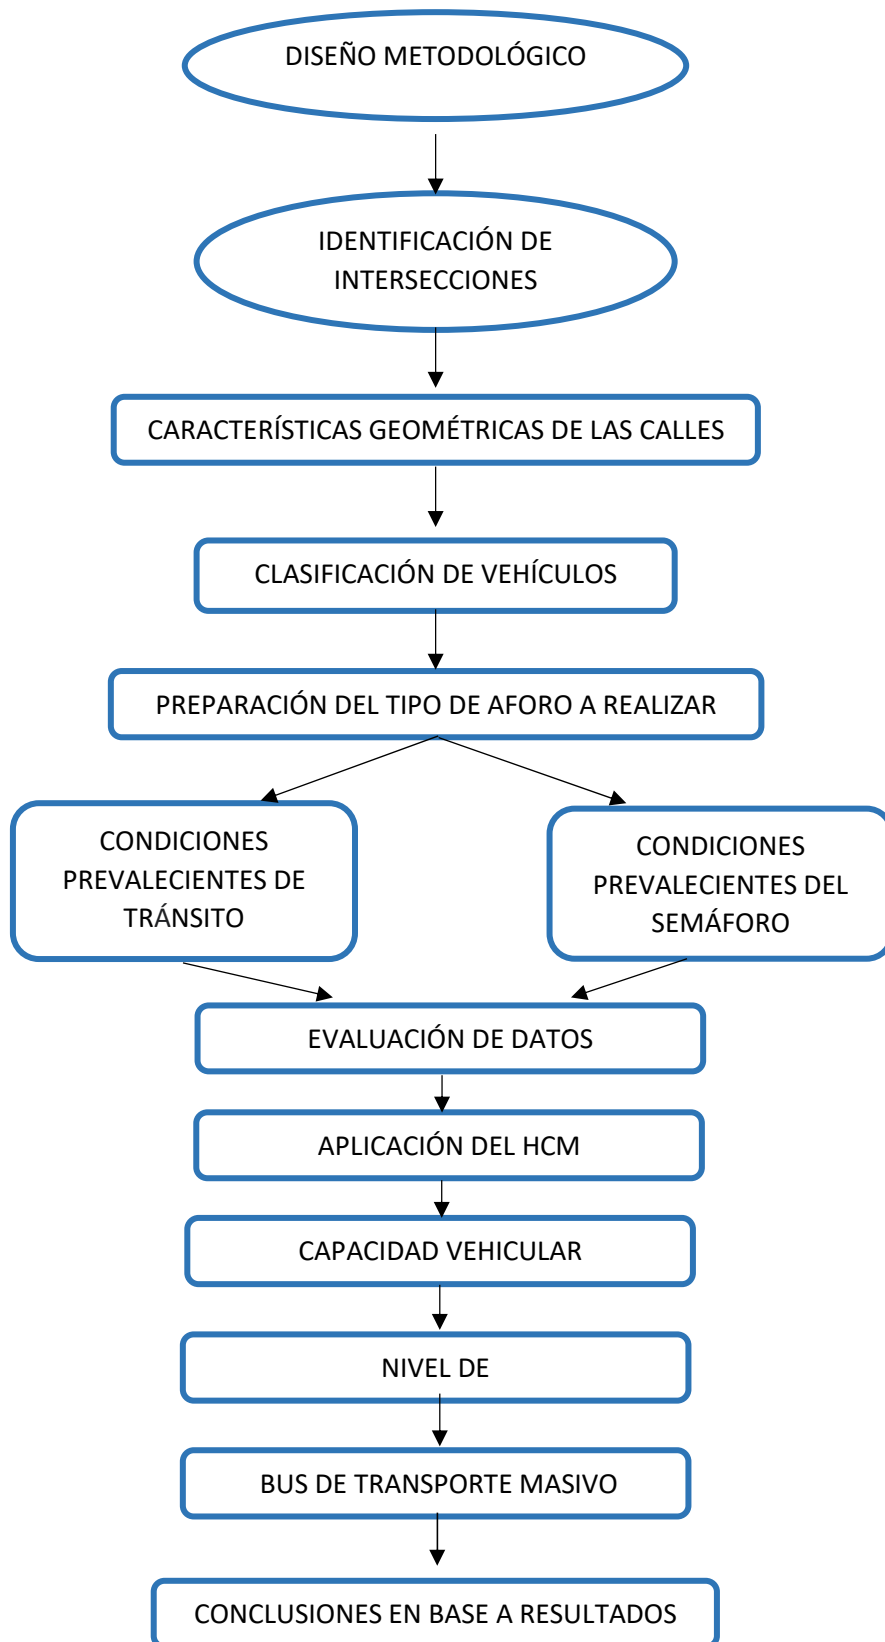 DISEÑO METODOLÓGICO
IDENTIFICACIÓN DE
INTERSECCIONES
CARACTERÍSTICAS GEOMÉTRICAS DE LAS CALLES
CLASIFICACIÓN DE VEHÍCULOS
PREPARACIÓN DEL TIPO DE AFORO A REALIZAR
CONDICIONES
PREVALECIENTES DE
TRÁNSITO
CONDICIONES
PREVALECIENTES DEL
SEMÁFORO
EVALUACIÓN DE DATOS
APLICACIÓN DEL HCM
CAPACIDAD VEHICULAR
NIVEL DE
BUS DE TRANSPORTE MASIVO
CONCLUSIONES EN BASE A RESULTADOS